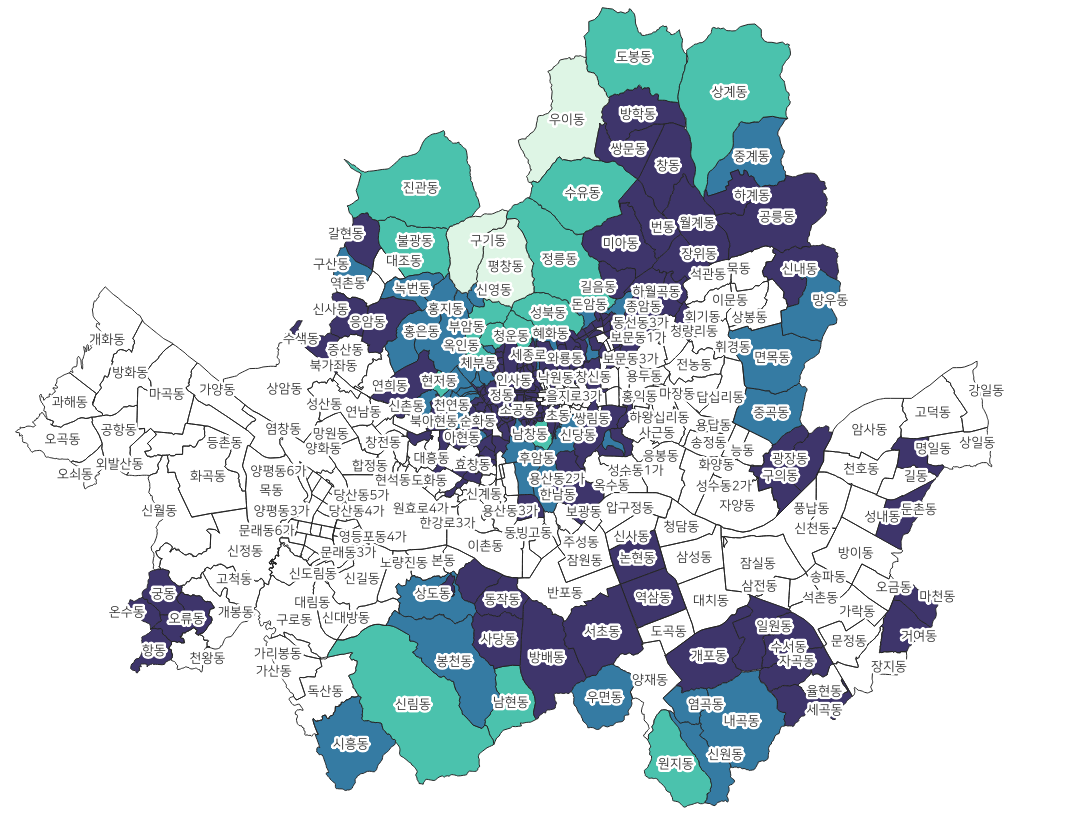 도봉동
상계동
우이동
방학동
쌍문동
창동
중계동
진관동
수유동
하계동
공릉동
갈현동
불광동
구기동
미아동
번동
월계동
대조동
정릉동
장위동
구산동
평창동
석관동
묵동
신내동
역촌동
녹번동
신영동
길음동
하월곡동
망우동
신사동
홍지동
돈암동
종암동
이문동
응암동
홍은동
부암동
성북동
동선동3가
회기동
상봉동
개화동
수색동
옥인동
청운동
혜화동
보문동1가
청량리동
휘경동
증산동
세종로
와룡동
보문동3가
면목동
방화동
북가좌동
체부동
전농동
과해동
마곡동
가양동
상암동
연희동
현저동
인사동
낙원동
창신동
용두동
성산동
신촌동
천연동
정동
을지로3가
홍익동
마장동
답십리동
연남동
북아현동
순화동
소공동
초동
쌍림동
하왕십리동
용답동
중곡동
오곡동
공항동
등촌동
염창동
망원동
아현동
남창동
신당동
사근동
송정동
능동
고덕동
강일동
양화동
창전동
대흥동
후암동
응봉동
암사동
명일동
상일동
오쇠동
외발산동
화곡동
양평동6가
합정동
효창동
성수동1가
화양동
광장동
구의동
천호동
길동
목동
현석동
도화동
용산동2가
옥수동
성수동2가
신월동
양평동3가
당산동5가
신계동
한남동
자양동
당산동4가
원효로4가
용산동3가
보광동
압구정동
풍납동
성내동
둔촌동
문래동6가
영등포동4가
한강로3가
동빙고동
신사동
청담동
신천동
신정동
문래동3가
노량진동
본동
이촌동
주성동
잠원동
논현동
삼성동
잠실동
방이동
궁동
고척동
신도림동
신길동
상도동
동작동
반포동
역삼동
대치동
삼전동
송파동
오금동
마천동
온수동
오류동
개봉동
대림동
구로동
신대방동
사당동
서초동
도곡동
일원동
석촌동
가락동
거여동
항동
천왕동
가리봉동
봉천동
방배동
개포동
수서동
자곡동
문정동
장지동
가산동
독산동
신림동
남현동
우면동
양재동
염곡동
율현동
세곡동
시흥동
내곡동
원지동
신원동